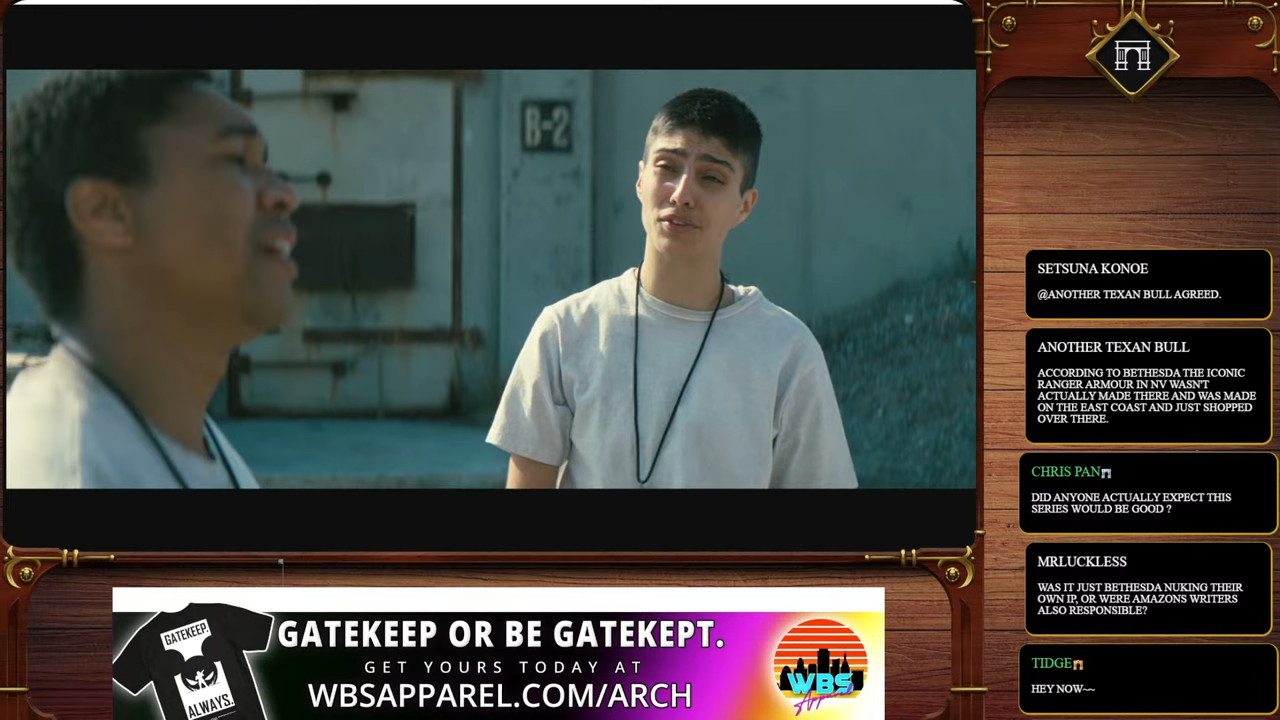 B-2
SETSUNA KONOE
@ANOTHER TEXAN BULL AGREED.
ANOTHER TEXAN BULL
ACCORDING TO BETHESDA THE ICONIC
RANGER ARMOUR IN NV WASN'T
ACTUALLY MADE THERE AND WAS MADE
ON THE EAST COAST AND JUST SHOPPED
OVER THERE.
CHRIS PAN
DID ANYONE ACTUALLY EXPECT THIS
SERIES WOULD BE GOOD ?
MRLUCKLESS
WAS IT JUST BETHESDA NUKING THEIR
OWN IP, OR WERE AMAZONS WRITERS
ALSO RESPONSIBLE?
TIDGE
HEY NOW~~
GATEKEEP.
ALWAYS.
GATEKEEP OR BE GATEKEPT.
GET YOURS TODAY AT
WBSAPPAREL.COM/ARCH
WBS
Apparel